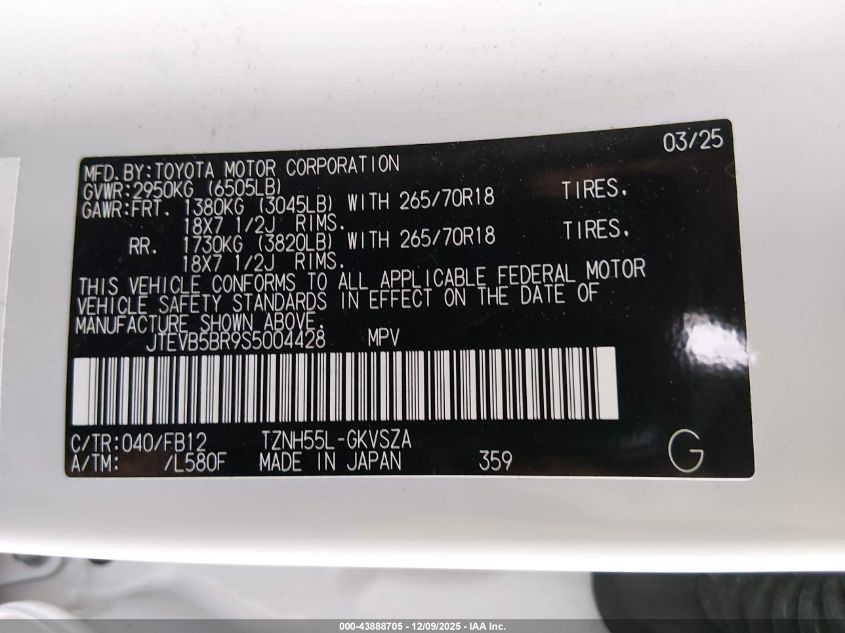 03/25
MFD.BY:TOYOTA MOTOR CORPORATION
GVWR:2950KG (6505LB)
GAWR:FRT. 1380KG (3045LB) WITH 265/70R18 TIRES.
18X7 1/2J RIMS.
RR. 1730KG (3820LB) WITH 265/70R18 TIRES.
18X7 1/2J RIMS.
THIS VEHICLE CONFORMS TO ALL APPLICABLE FEDERAL MOTOR
VEHICLE SAFETY STANDARDS IN EFFECT ON THE DATE OF
MANUFACTURE SHOWN ABOVE.
JTEVB5BR9S5004428 MPV
C/TR:040/FB12 TZNH55L-GKVSZA
A/TM: /L580F MADE IN JAPAN 359
G
000-43888705 - 12/09/2025 - IAA Inc.